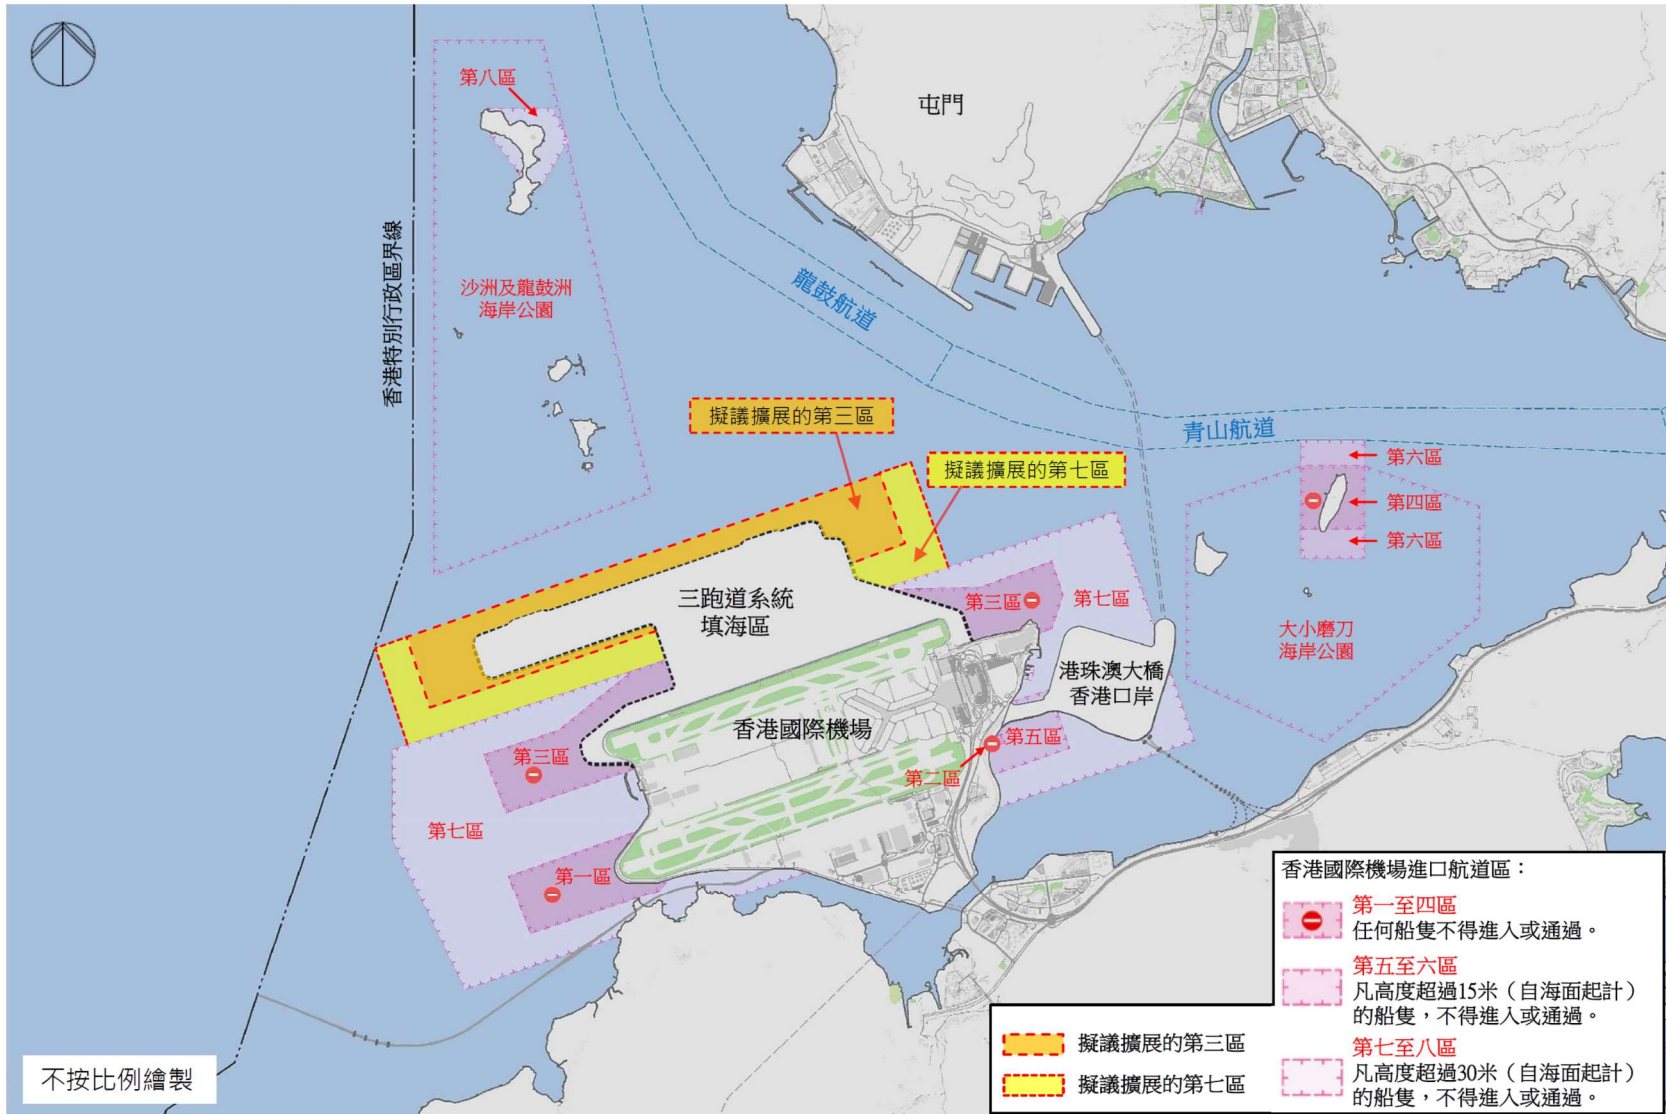 第八區
屯門
香港特別行政區界線
沙洲及龍鼓洲
海岸公園
龍鼓航道
擬議擴展的第三區
青山航道
擬議擴展的第七區
第六區
第四區
第六區
三跑道系統
填海區
第三區
第七區
大小磨刀
海岸公園
港珠澳大橋
香港口岸
香港國際機場
第三區
第五區
第二區
第七區
第一區
香港國際機場進口航道區：
第一至四區
任何船隻不得進入或通過。
第五至六區
凡高度超過15米（自海面起計）
的船隻，不得進入或通過。
第七至八區
凡高度超過30米（自海面起計）
的船隻，不得進入或通過。
擬議擴展的第三區
擬議擴展的第七區
不按比例繪製